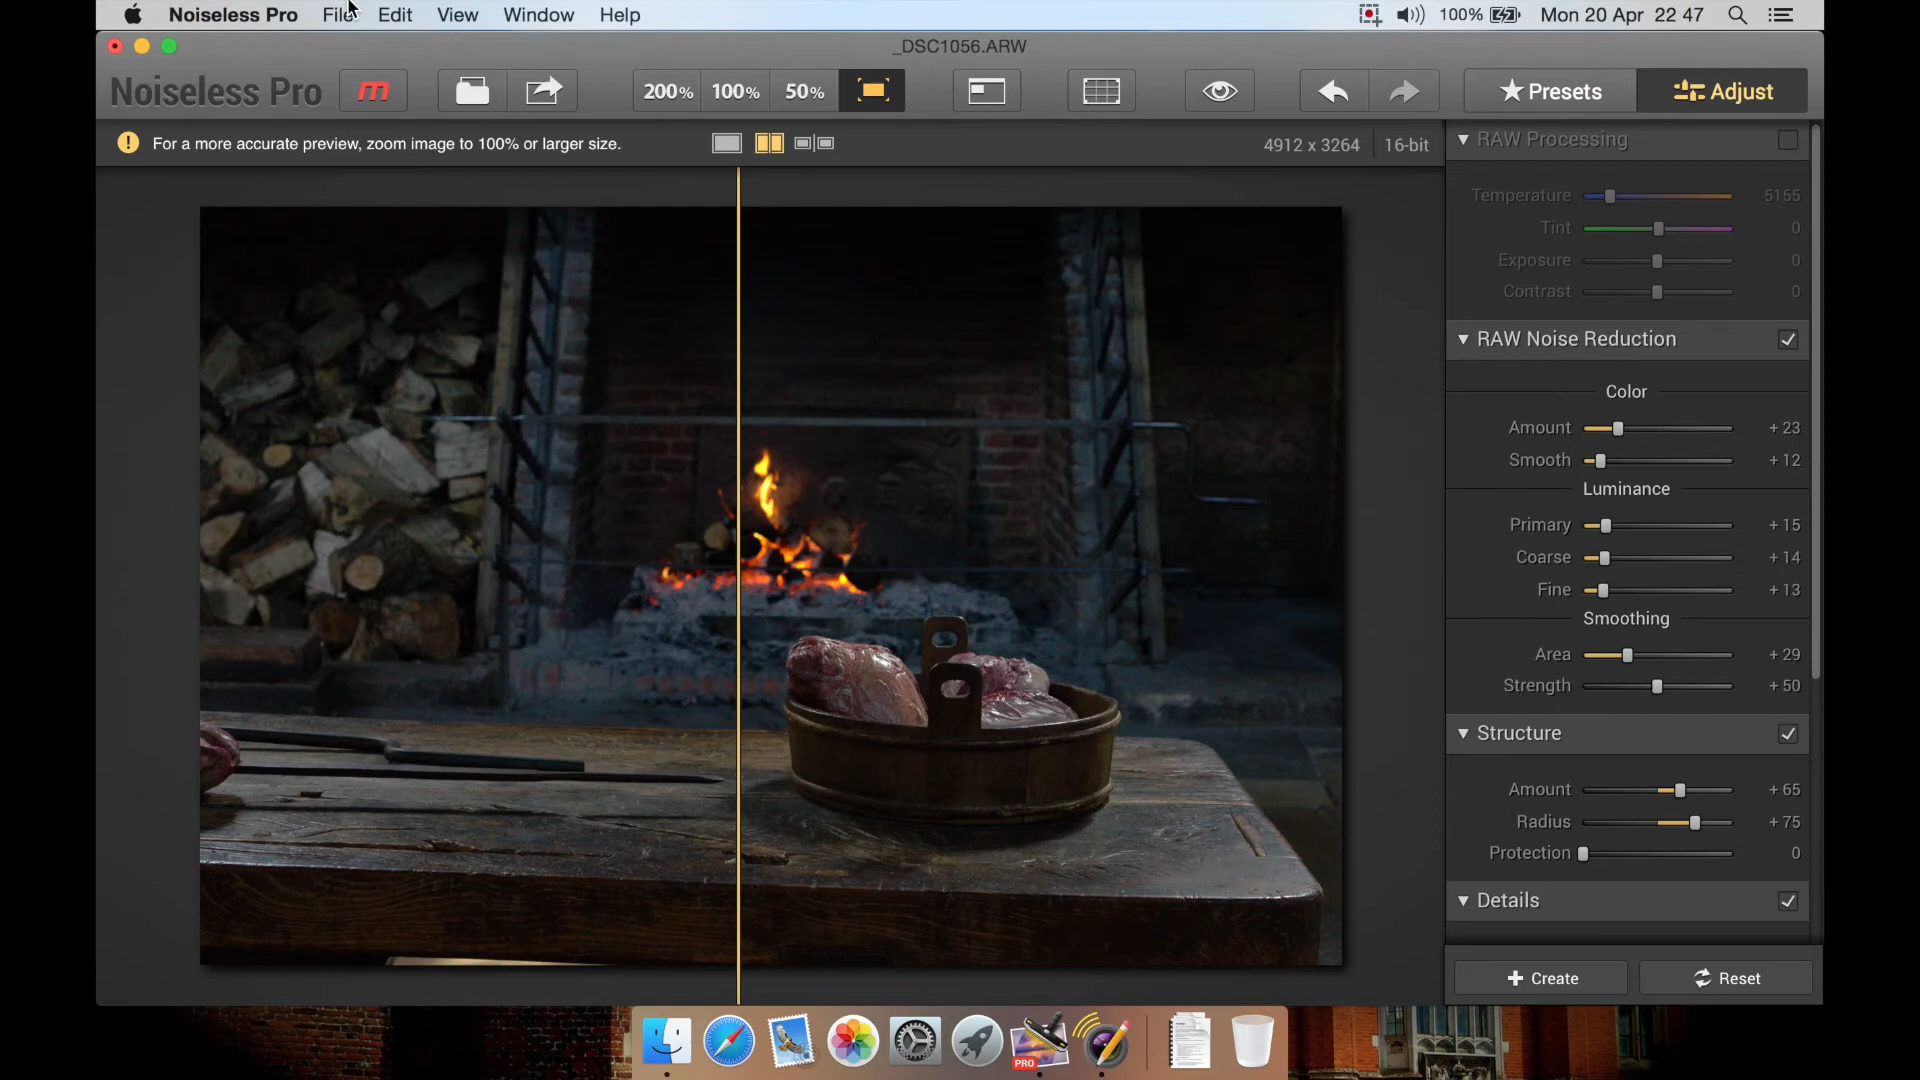 Noiseless Pro File Edit View Window Help 100% Mon 20 Apr 22 47
_DSC1056.ARW
Noiseless Pro m 200% 100% 50% Presets Adjust
! For a more accurate preview, zoom image to 100% or larger size. 4912 x 3264 16-bit
RAW Processing
Temperature 5155
Tint 0
Exposure 0
Contrast 0
RAW Noise Reduction
Color
Amount + 23
Smooth + 12
Luminance
Primary + 15
Coarse + 14
Fine + 13
Smoothing
Area + 29
Strength + 50
Structure
Amount + 65
Radius + 75
Protection 0
Details
+ Create Reset
PRO